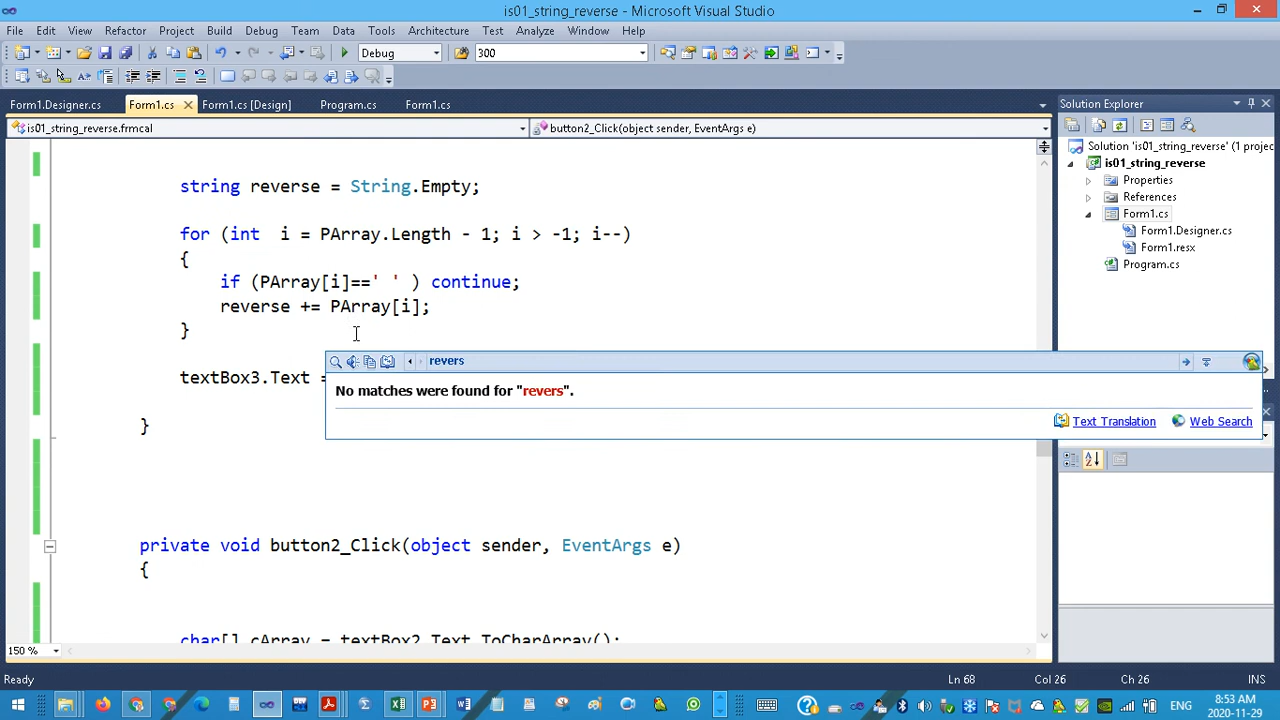 is01_string_reverse - Microsoft Visual Studio
File Edit View Refactor Project Build Debug Team Data Tools Architecture Test Analyze Window Help
Debug 300
Form1.Designer.cs Form1.cs Form1.cs [Design] Program.cs Form1.cs
is01_string_reverse.frmcal button2_Click(object sender, EventArgs e)
string reverse = String.Empty;
for (int i = PArray.Length - 1; i > -1; i--)
{
if (PArray[i]==' ' ) continue;
reverse += PArray[i];
}
textBox3.Text =
}
private void button2_Click(object sender, EventArgs e)
{
char[] cArray = textBox2.Text.ToCharArray();
150 %
revers
No matches were found for "revers".
Text Translation Web Search
Solution Explorer
Solution 'is01_string_reverse' (1 projec
is01_string_reverse
Properties
References
Form1.cs
Form1.Designer.cs
Form1.resx
Program.cs
Ready Ln 68 Col 26 Ch 26 INS
ENG
8:53 AM
2020-11-29